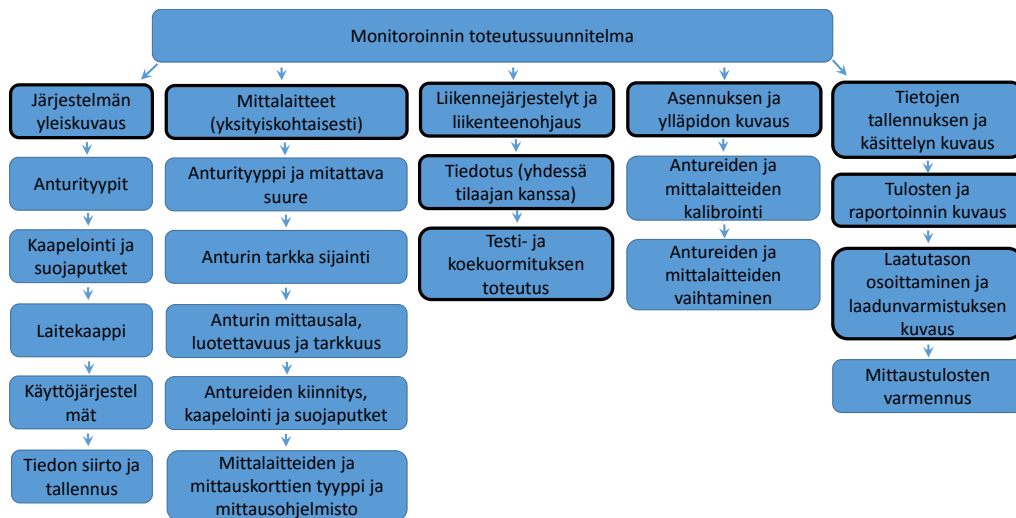 Monitoroinnin toteutussuunnitelma
Järjestelmän
yleiskuvaus
Anturityypit
Kaapelointi ja
suojaputket
Laitekaappi
Käyttöjärjestel
mät
Tiedon siirto ja
tallennus
Mittalaitteet
(yksityiskohtaisesti)
Anturityyppi ja mitattava
suure
Anturin tarkka sijainti
Anturin mittausala,
luotettavuus ja tarkkuus
Antureiden kiinnitys,
kaapelointi ja suojaputket
Mittalaitteiden ja
mittauskorttien tyyppi ja
mittausohjelmisto
Liikennejärjestelyt ja
liikenteenohjaus
Tiedotus (yhdessä
tilaajan kanssa)
Testi- ja
koekuormituksen
toteutus
Asennuksen ja
ylläpidon kuvaus
Antureiden ja
mittalaitteiden
kalibrointi
Antureiden ja
mittalaitteiden
vaihtaminen
Tietojen
tallennuksen ja
käsittelyn kuvaus
Tulosten ja
raportoinnin kuvaus
Laatutason
osoittaminen ja
laadunvarmistuksen
kuvaus
Mittaustulosten
varmennus